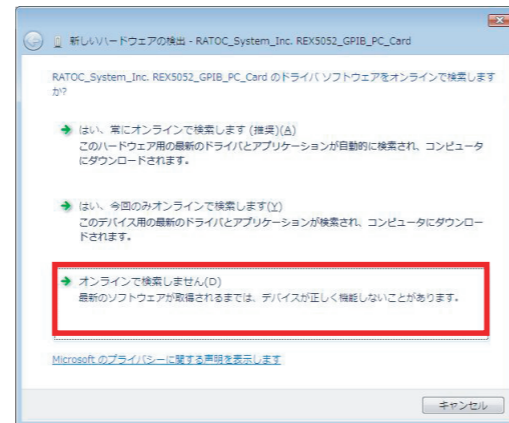 新しいハードウェアの検出 - RATOC_System_Inc. REX5052_GPIB_PC_Card
RATOC_System_Inc. REX5052_GPIB_PC_Card のドライバ ソフトウェアをオンラインで検索します
か?
はい、常にオンラインで検索します (推奨)(A)
このハードウェア用の最新のドライバとアプリケーションが自動的に検索され、コンピュータ
にダウンロードされます。
はい、今回のみオンラインで検索します(Y)
このデバイス用の最新のドライバとアプリケーションが検索され、コンピュータにダウンロー
ドされます。
オンラインで検索しません(D)
最新のソフトウェアが取得されるまでは、デバイスが正しく機能しないことがあります。
Microsoft のプライバシーに関する声明を表示します
キャンセル